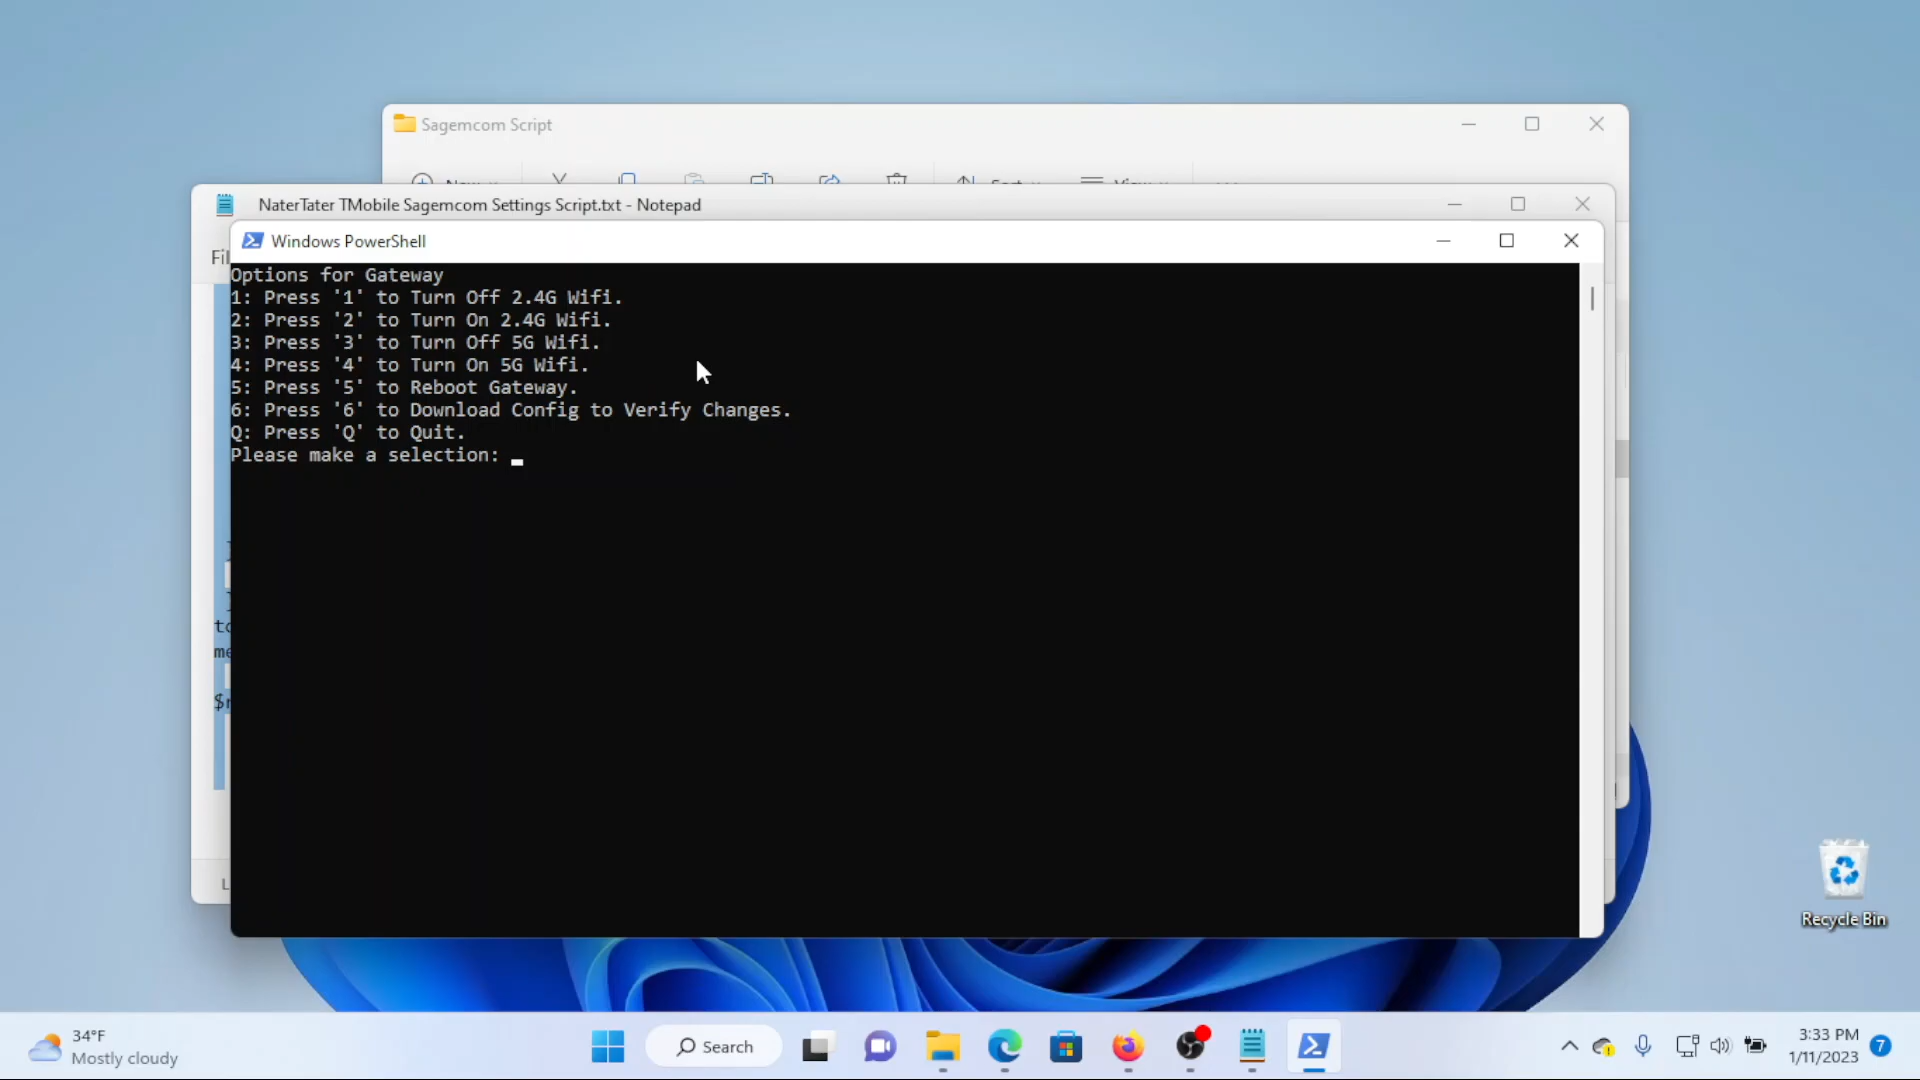 Sagemcom Script
NaterTater TMobile Sagemcom Settings Script.txt - Notepad
Windows PowerShell
Fil
Options for Gateway
1: Press '1' to Turn Off 2.4G Wifi.
2: Press '2' to Turn On 2.4G Wifi.
3: Press '3' to Turn Off 5G Wifi.
4: Press '4' to Turn On 5G Wifi.
5: Press '5' to Reboot Gateway.
6: Press '6' to Download Config to Verify Changes.
Q: Press 'Q' to Quit.
Please make a selection:
to
me
Recycle Bin
34°F
Mostly cloudy
Search
3:33 PM
1/11/2023
7